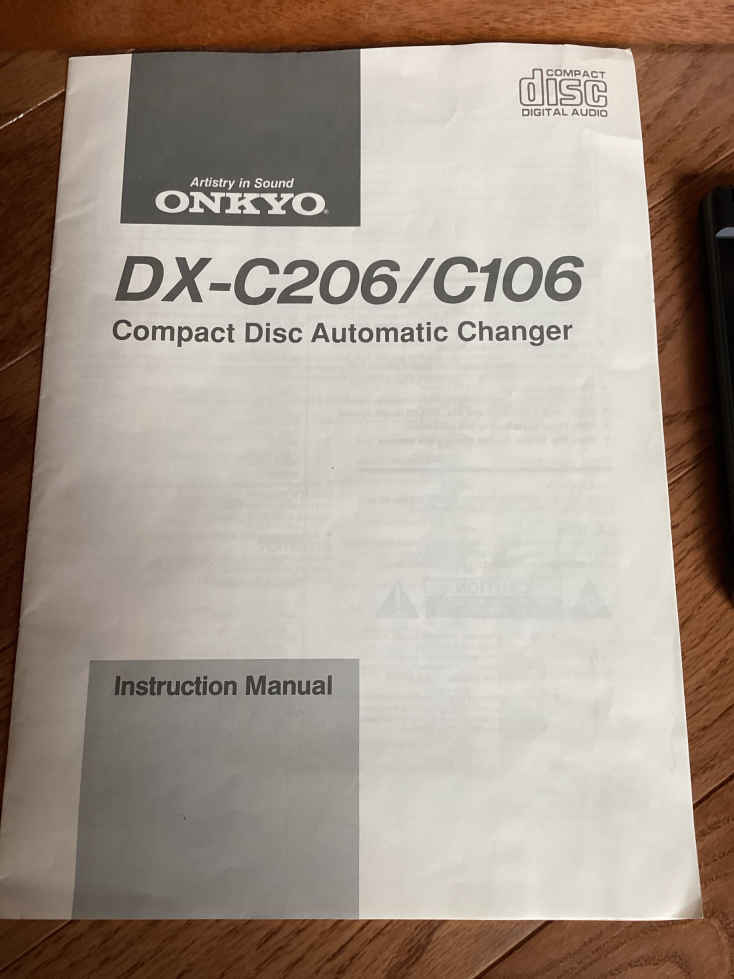 COMPACT
disc
DIGITAL AUDIO
Artistry in Sound
ONKYO®
DX-C206/C106
Compact Disc Automatic Changer
Instruction Manual